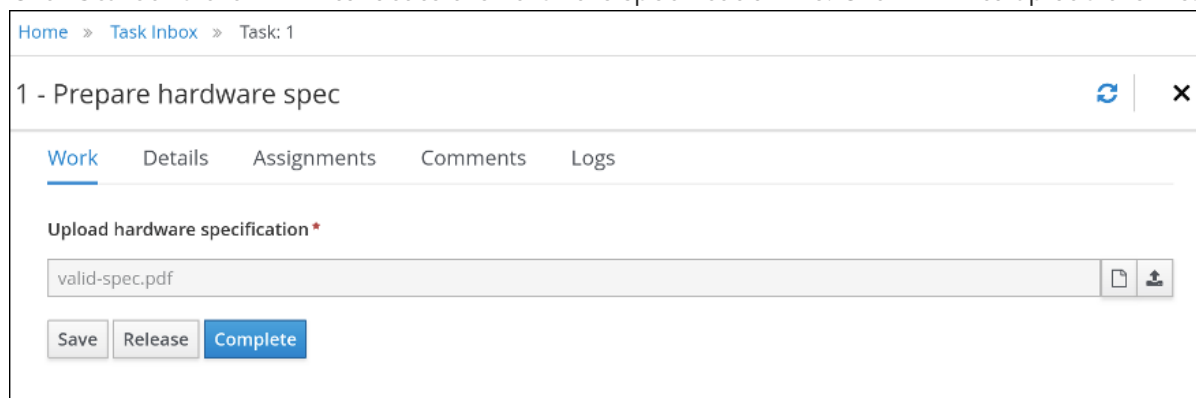 Home » Task Inbox » Task: 1
1 - Prepare hardware spec
Work Details Assignments Comments Logs
Upload hardware specification*
valid-spec.pdf
Save Release Complete